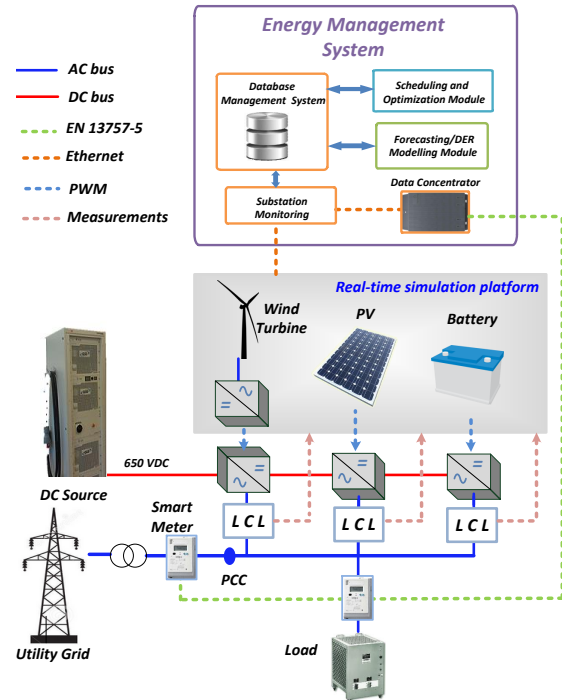 Energy Management
System
AC bus
DC bus
EN 13757-5
Ethernet
PWM
Measurements
Database
Management System
Scheduling and
Optimization Module
Forecasting/DER
Modelling Module
Substation
Monitoring
Data Concentrator
Real-time simulation platform
Wind
Turbine
PV
Battery
650 VDC
DC Source
L C L
L C L
L C L
Smart
Meter
PCC
Utility Grid
Load